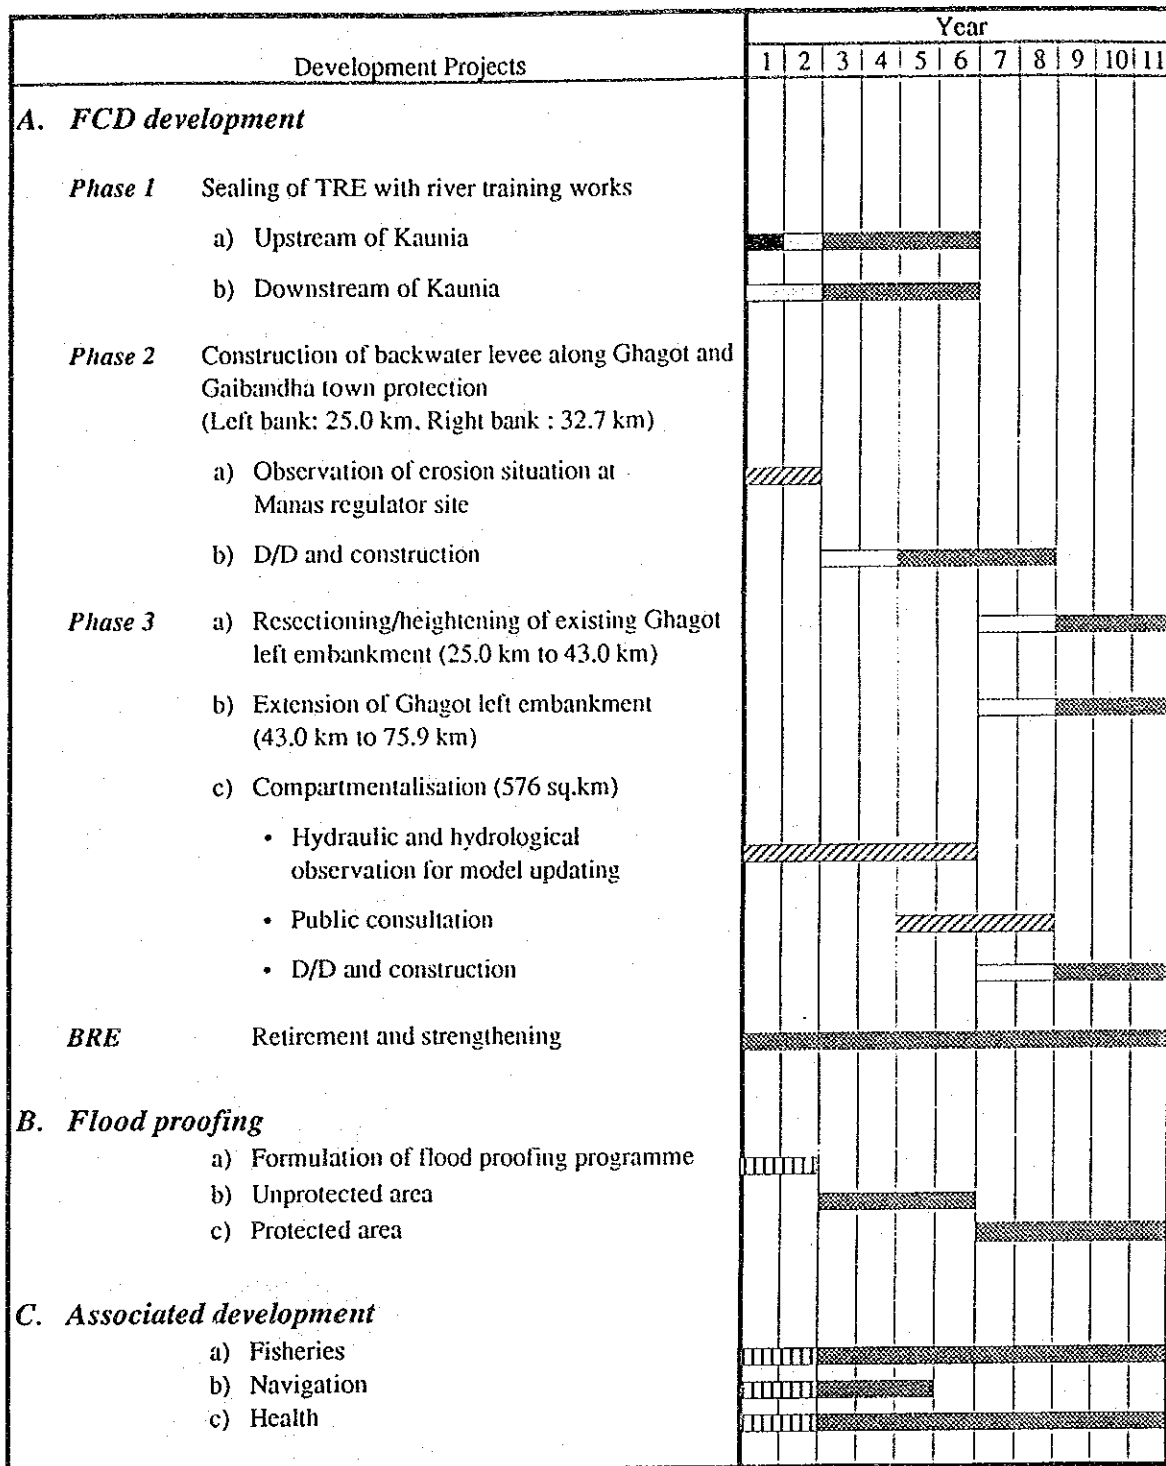 Year
Development Projects
1 2 3 4 5 6 7 8 9 10 11
A. FCD development
Phase 1 Sealing of TRE with river training works
a) Upstream of Kaunia
b) Downstream of Kaunia
Phase 2 Construction of backwater levee along Ghagot and
Gaibandha town protection
(Left bank: 25.0 km, Right bank : 32.7 km)
a) Observation of erosion situation at
Manas regulator site
b) D/D and construction
Phase 3 a) Resectioning/heightening of existing Ghagot
left embankment (25.0 km to 43.0 km)
b) Extension of Ghagot left embankment
(43.0 km to 75.9 km)
c) Compartmentalisation (576 sq.km)
• Hydraulic and hydrological
observation for model updating
• Public consultation
• D/D and construction
BRE Retirement and strengthening
B. Flood proofing
a) Formulation of flood proofing programme
b) Unprotected area
c) Protected area
C. Associated development
a) Fisheries
b) Navigation
c) Health